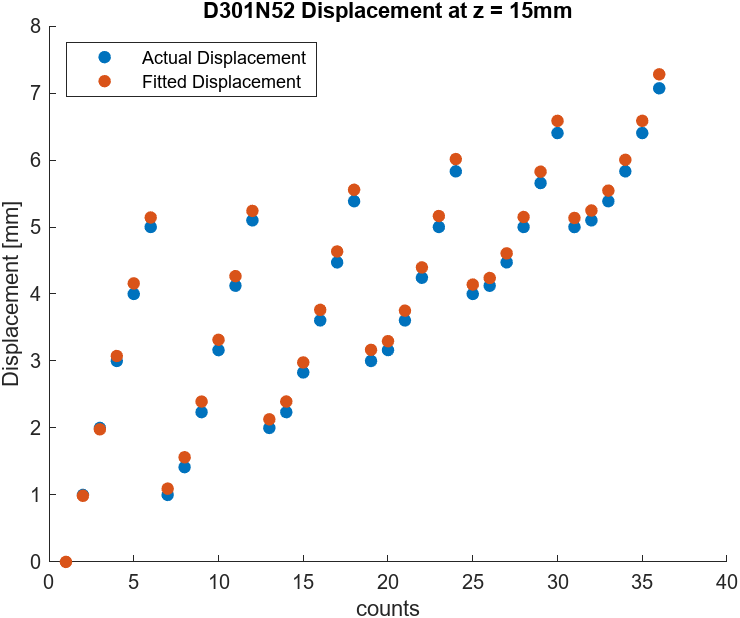 D301N52 Displacement at z = 15mm
Actual Displacement
Fitted Displacement
Displacement [mm]
8
7
6
5
4
3
2
1
0
0 5 10 15 20 25 30 35 40
counts